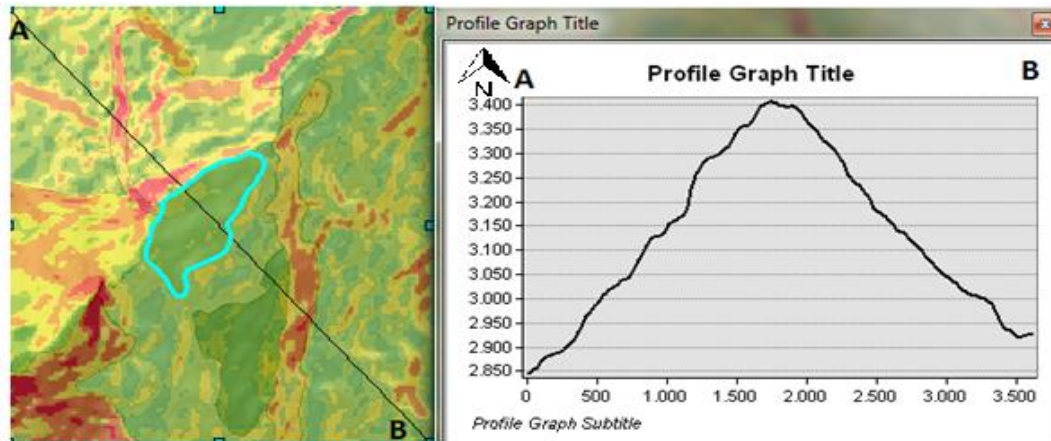 A
B
Profile Graph Title
x
N
A
Profile Graph Title
B
3.400
3.350
3.300
3.250
3.200
3.150
3.100
3.050
3.000
2.950
2.900
2.850
0 500 1.000 1.500 2.000 2.500 3.000 3.500
Profile Graph Subtitle